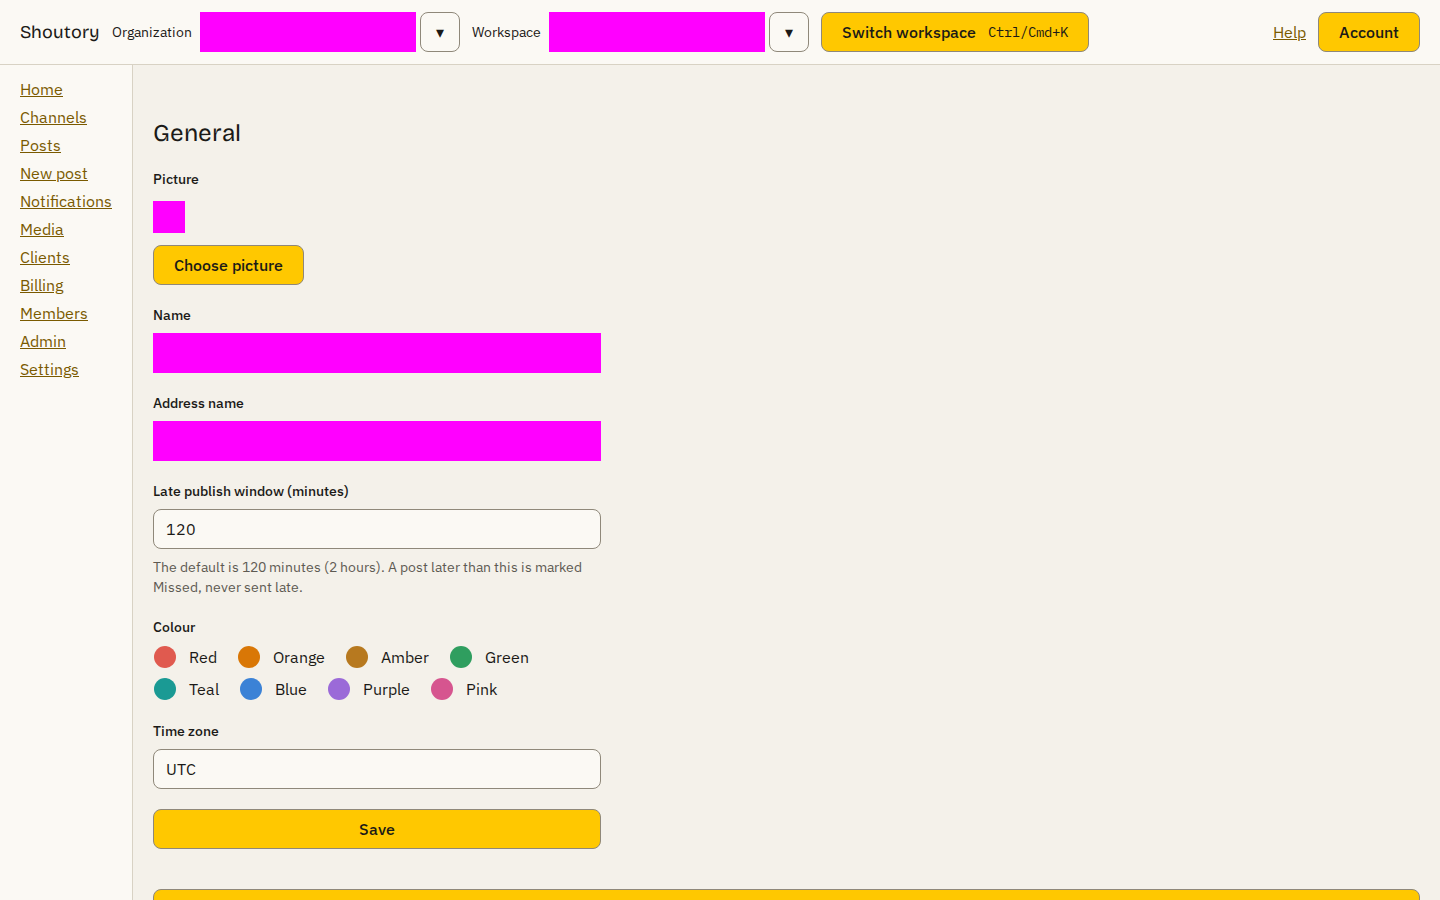 Shoutory Organization ▾ Workspace ▾ Switch workspace Ctrl/Cmd+K Help Account
Home
Channels
Posts
New post
Notifications
Media
Clients
Billing
Members
Admin
Settings
General
Picture
Choose picture
Name
Address name
Late publish window (minutes)
120
The default is 120 minutes (2 hours). A post later than this is marked
Missed, never sent late.
Colour
Red Orange Amber Green
Teal Blue Purple Pink
Time zone
UTC
Save